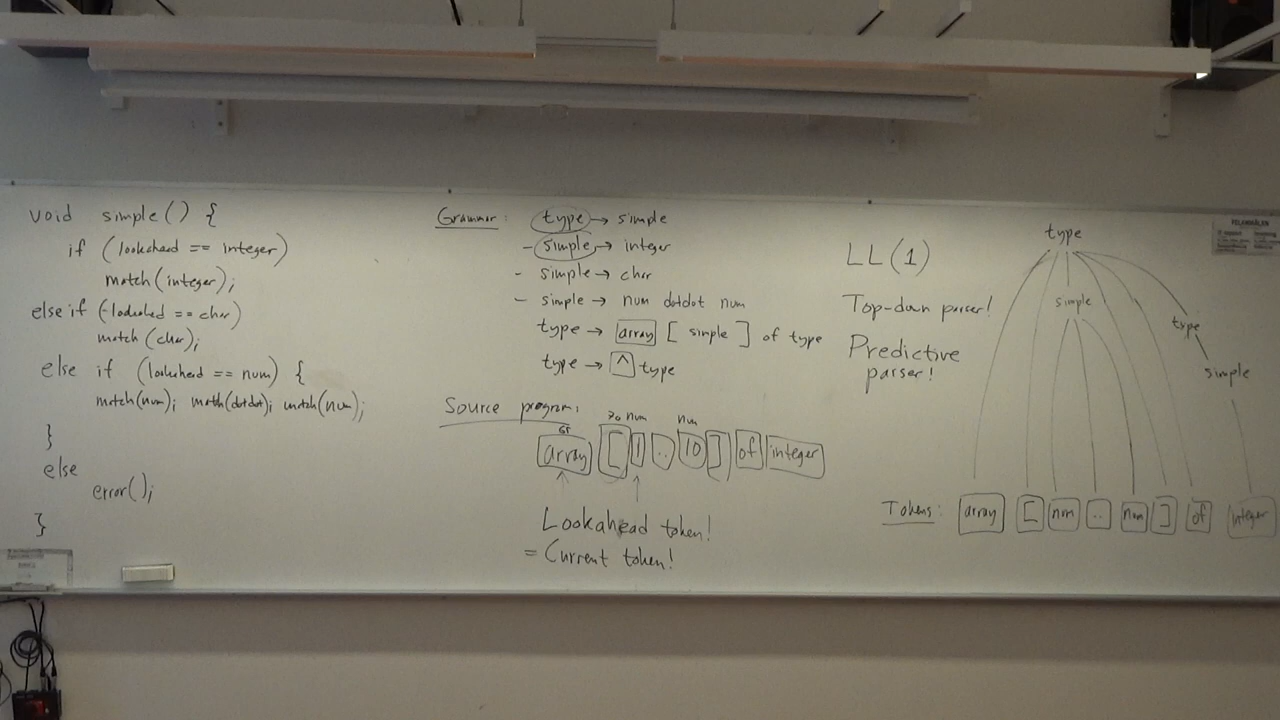 void simple() {
if (lookahead == integer)
match(integer);
else if (lookahead == char)
match (char);
else if (lookahead == num) {
match(num); match(dotdot); match(num);
}
else
error();
}
Grammar: type → simple
- simple → integer
- simple → char
- simple → num dotdot num
type → array [ simple ] of type
type → ^ type
Source program:
num num
array [ 1 .. 10 ] of integer
Lookahead token!
= Current token!
LL(1)
Top-down parser!
Predictive
parser!
type
simple
type
simple
Tokens: array [ num .. num ] of integer
FELANMÄLAN